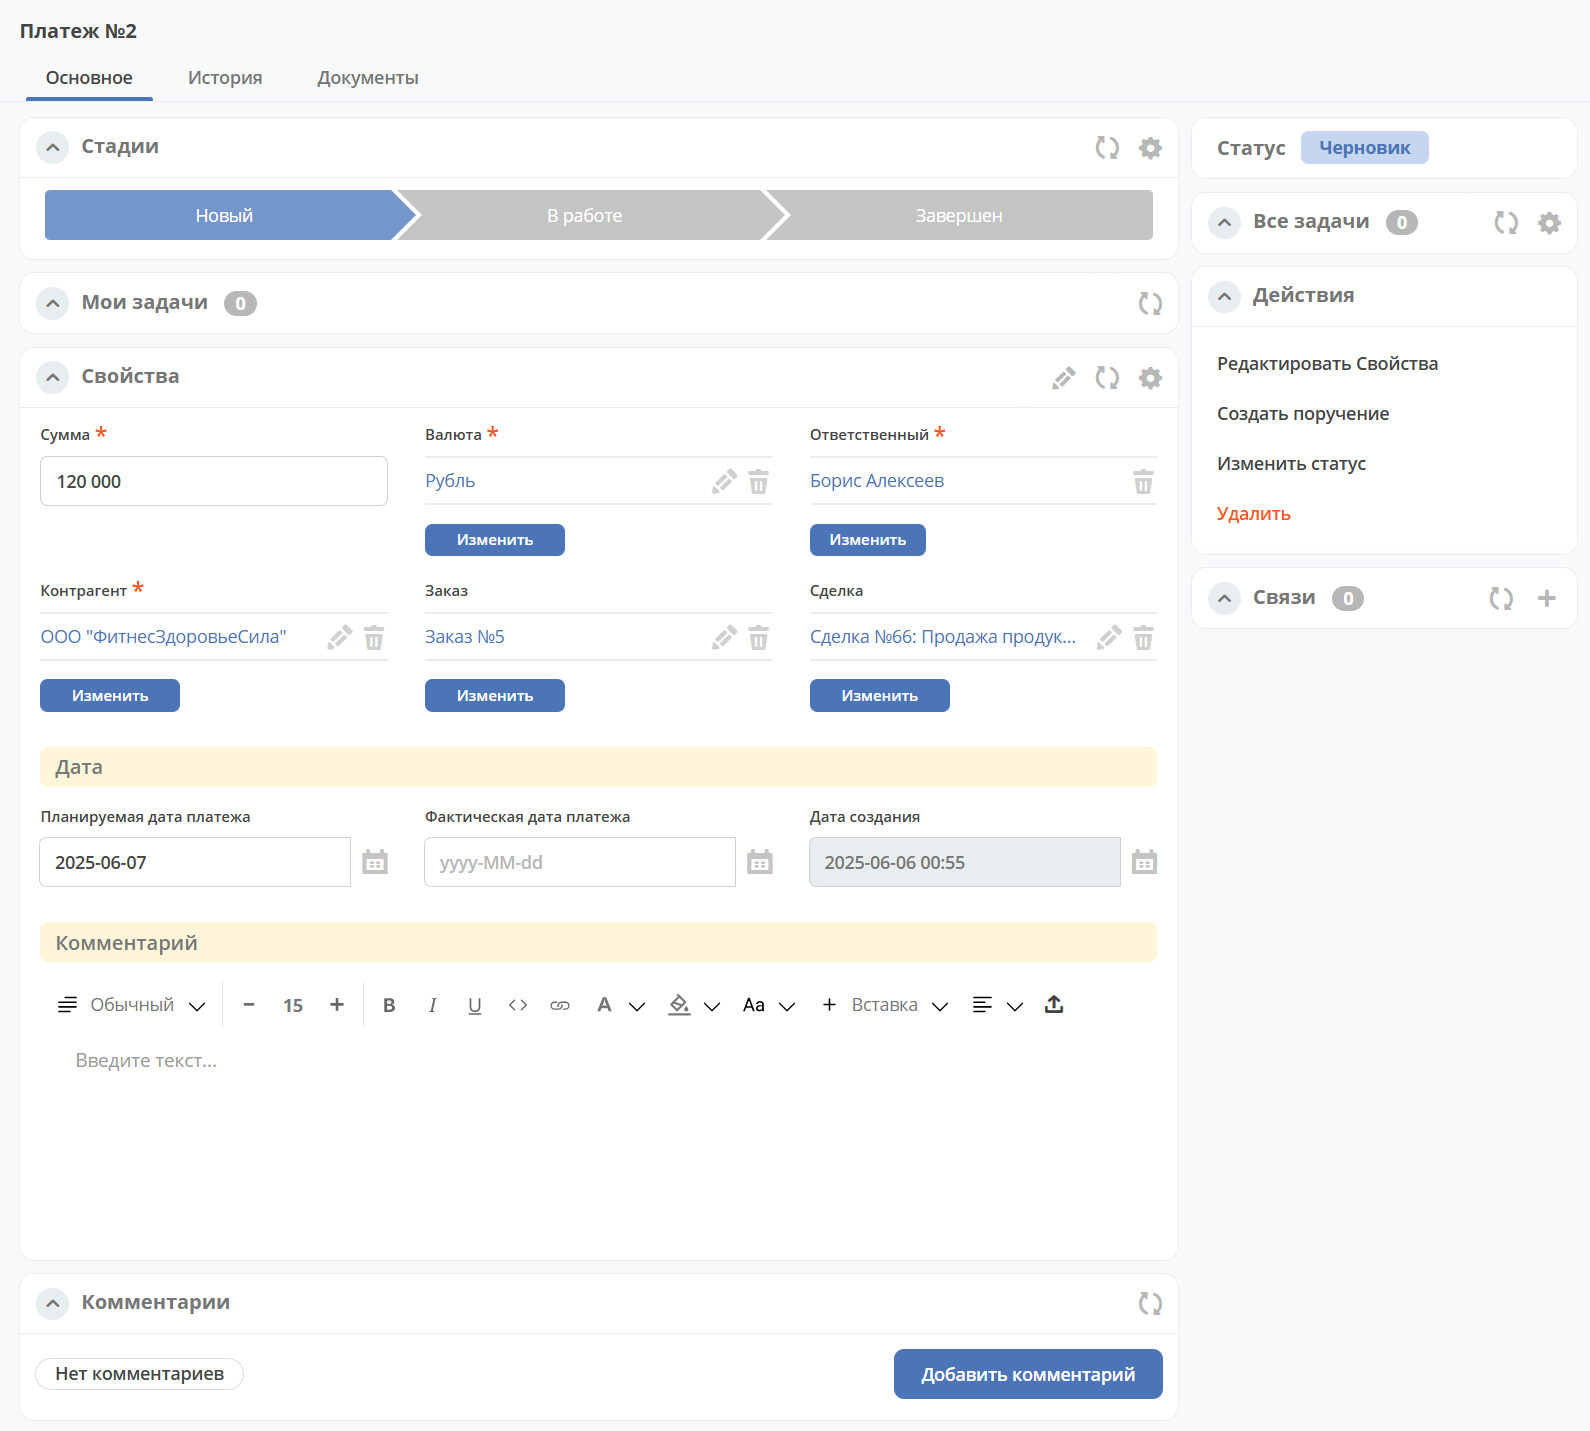 Платеж №2
Основное История Документы
Стадии
Новый В работе Завершен
Мои задачи 0
Свойства
Сумма * Валюта * Ответственный *
120 000 Рубль Борис Алексеев
Изменить Изменить
Контрагент * Заказ Сделка
ООО "ФитнесЗдоровьеСила" Заказ №5 Сделка №66: Продажа продук...
Изменить Изменить Изменить
Дата
Планируемая дата платежа Фактическая дата платежа Дата создания
2025-06-07 yyyy-MM-dd 2025-06-06 00:55
Комментарий
Обычный − 15 + B I U <> A Aa + Вставка
Введите текст...
Комментарии
Нет комментариев Добавить комментарий
Статус Черновик
Все задачи 0
Действия
Редактировать Свойства
Создать поручение
Изменить статус
Удалить
Связи 0 +